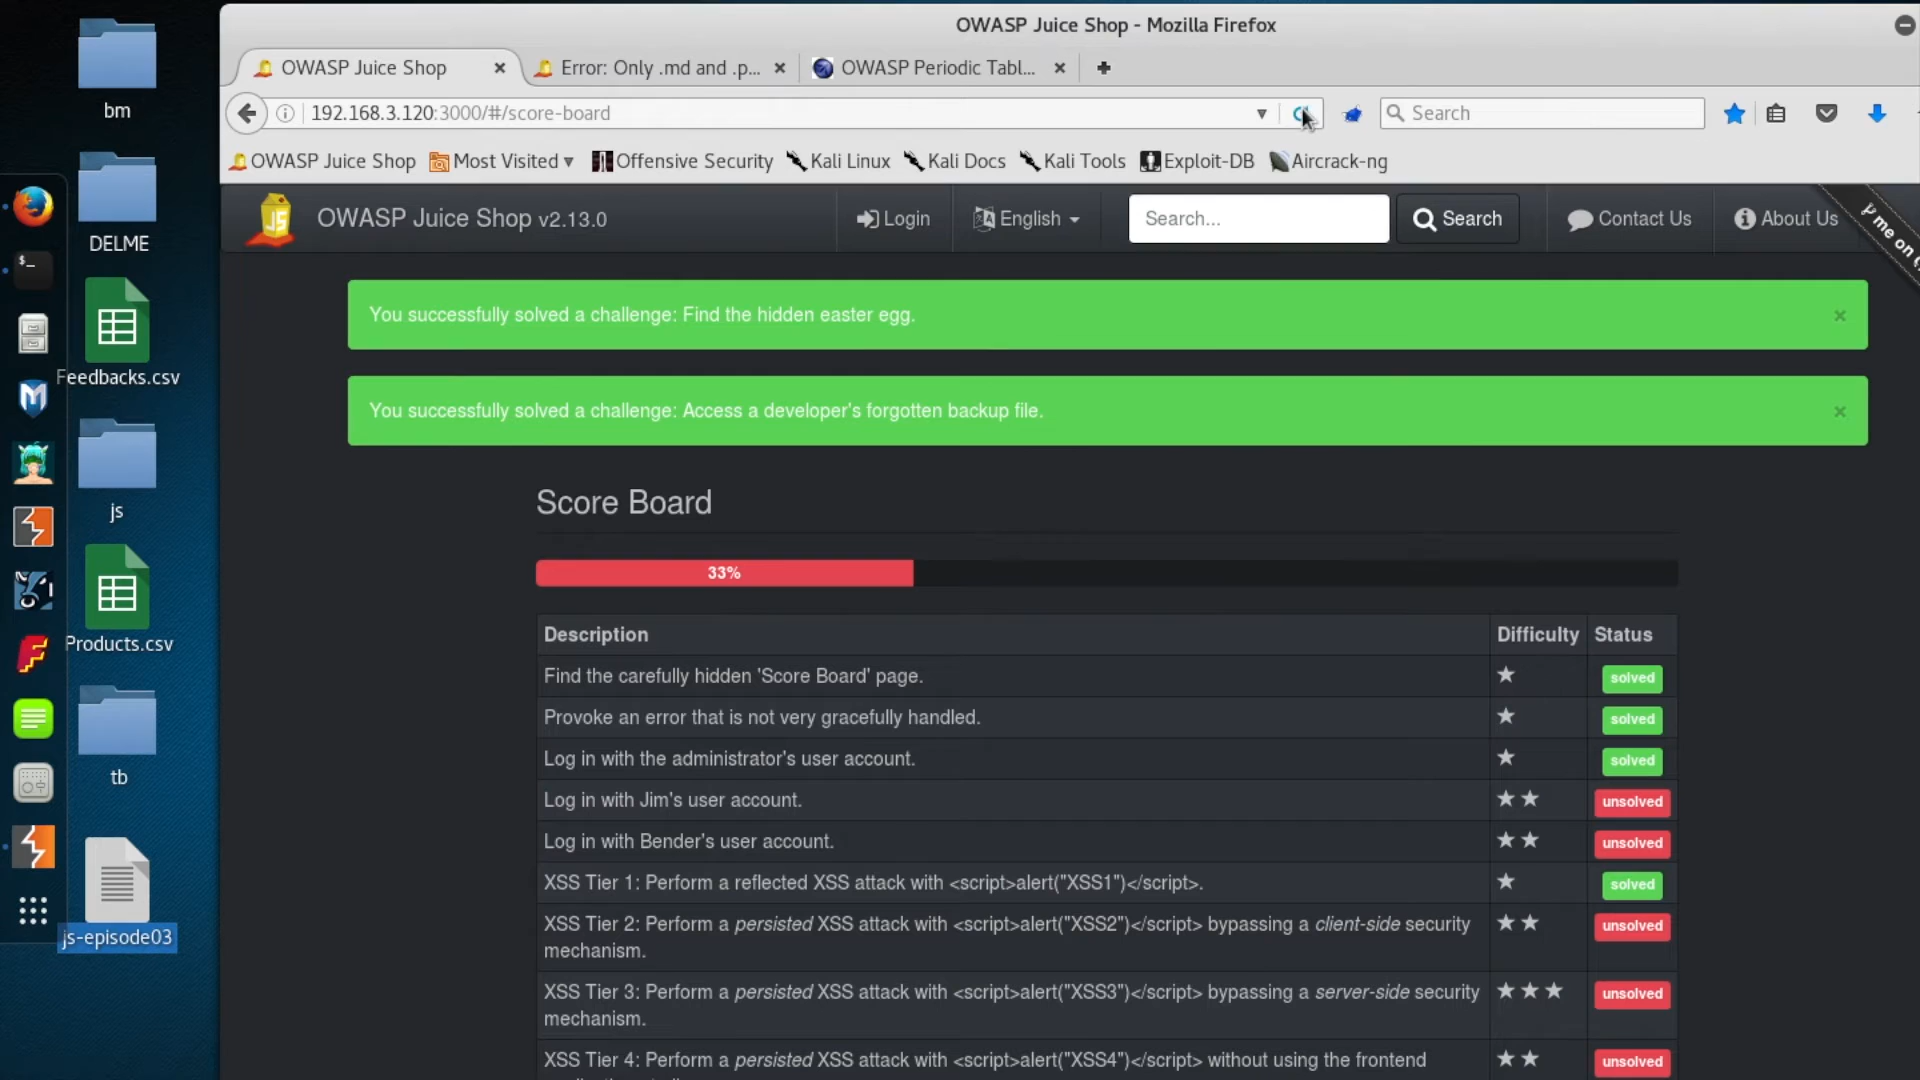 OWASP Juice Shop - Mozilla Firefox
OWASP Juice Shop
Error: Only .md and .p...
OWASP Periodic Tabl...
192.168.3.120:3000/#/score-board
Search
OWASP Juice Shop
Most Visited
Offensive Security
Kali Linux
Kali Docs
Kali Tools
Exploit-DB
Aircrack-ng
bm
DELME
Feedbacks.csv
js
Products.csv
tb
js-episode03
$_
JS
OWASP Juice Shop v2.13.0
Login
English
Search...
Search
Contact Us
About Us
me on
You successfully solved a challenge: Find the hidden easter egg.
You successfully solved a challenge: Access a developer's forgotten backup file.
Score Board
33%
Description Difficulty Status
Find the carefully hidden 'Score Board' page. solved
Provoke an error that is not very gracefully handled. solved
Log in with the administrator's user account. solved
Log in with Jim's user account. unsolved
Log in with Bender's user account. unsolved
XSS Tier 1: Perform a reflected XSS attack with <script>alert("XSS1")</script>. solved
XSS Tier 2: Perform a persisted XSS attack with <script>alert("XSS2")</script> bypassing a client-side security unsolved
mechanism.
XSS Tier 3: Perform a persisted XSS attack with <script>alert("XSS3")</script> bypassing a server-side security unsolved
mechanism.
XSS Tier 4: Perform a persisted XSS attack with <script>alert("XSS4")</script> without using the frontend unsolved